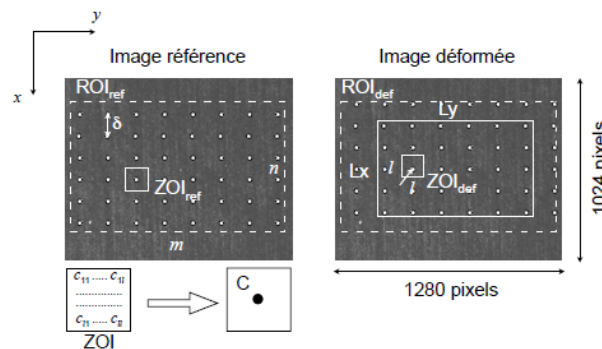 y
x
Image référence
Image déformée
ROIref
δ
ZOIref
n
m
ROIdef
Ly
Lx
l
ZOIdef
l
1024 pixels
1280 pixels
c11 ..... c1l
....................
....................
cl1 ..... cll
ZOI
C